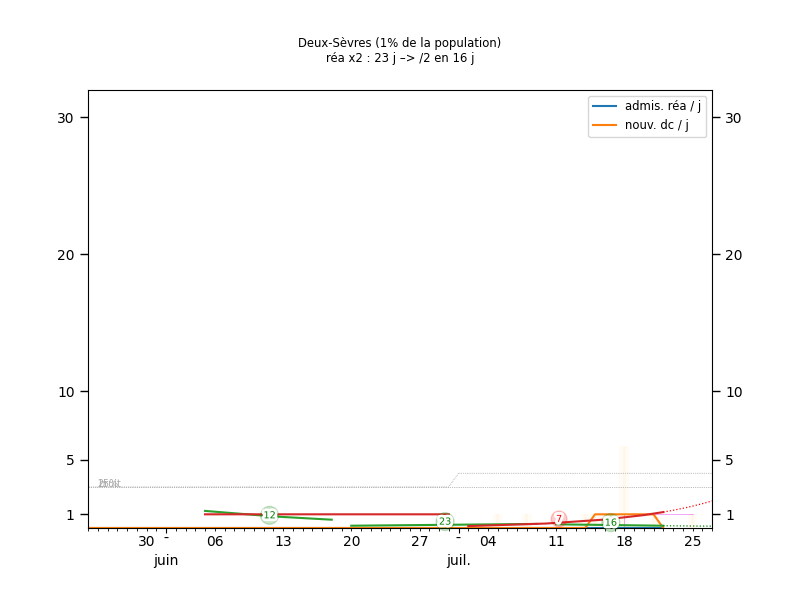 Deux-Sèvres (1% de la population)
réa x2 : 23 j –> /2 en 16 j
admis. réa / j
nouv. dc / j
30 30
20 20
10 10
5 5
1 1
12
23
7
16
30 - 06 13 20 27 - 04 11 18 25
juin juil.